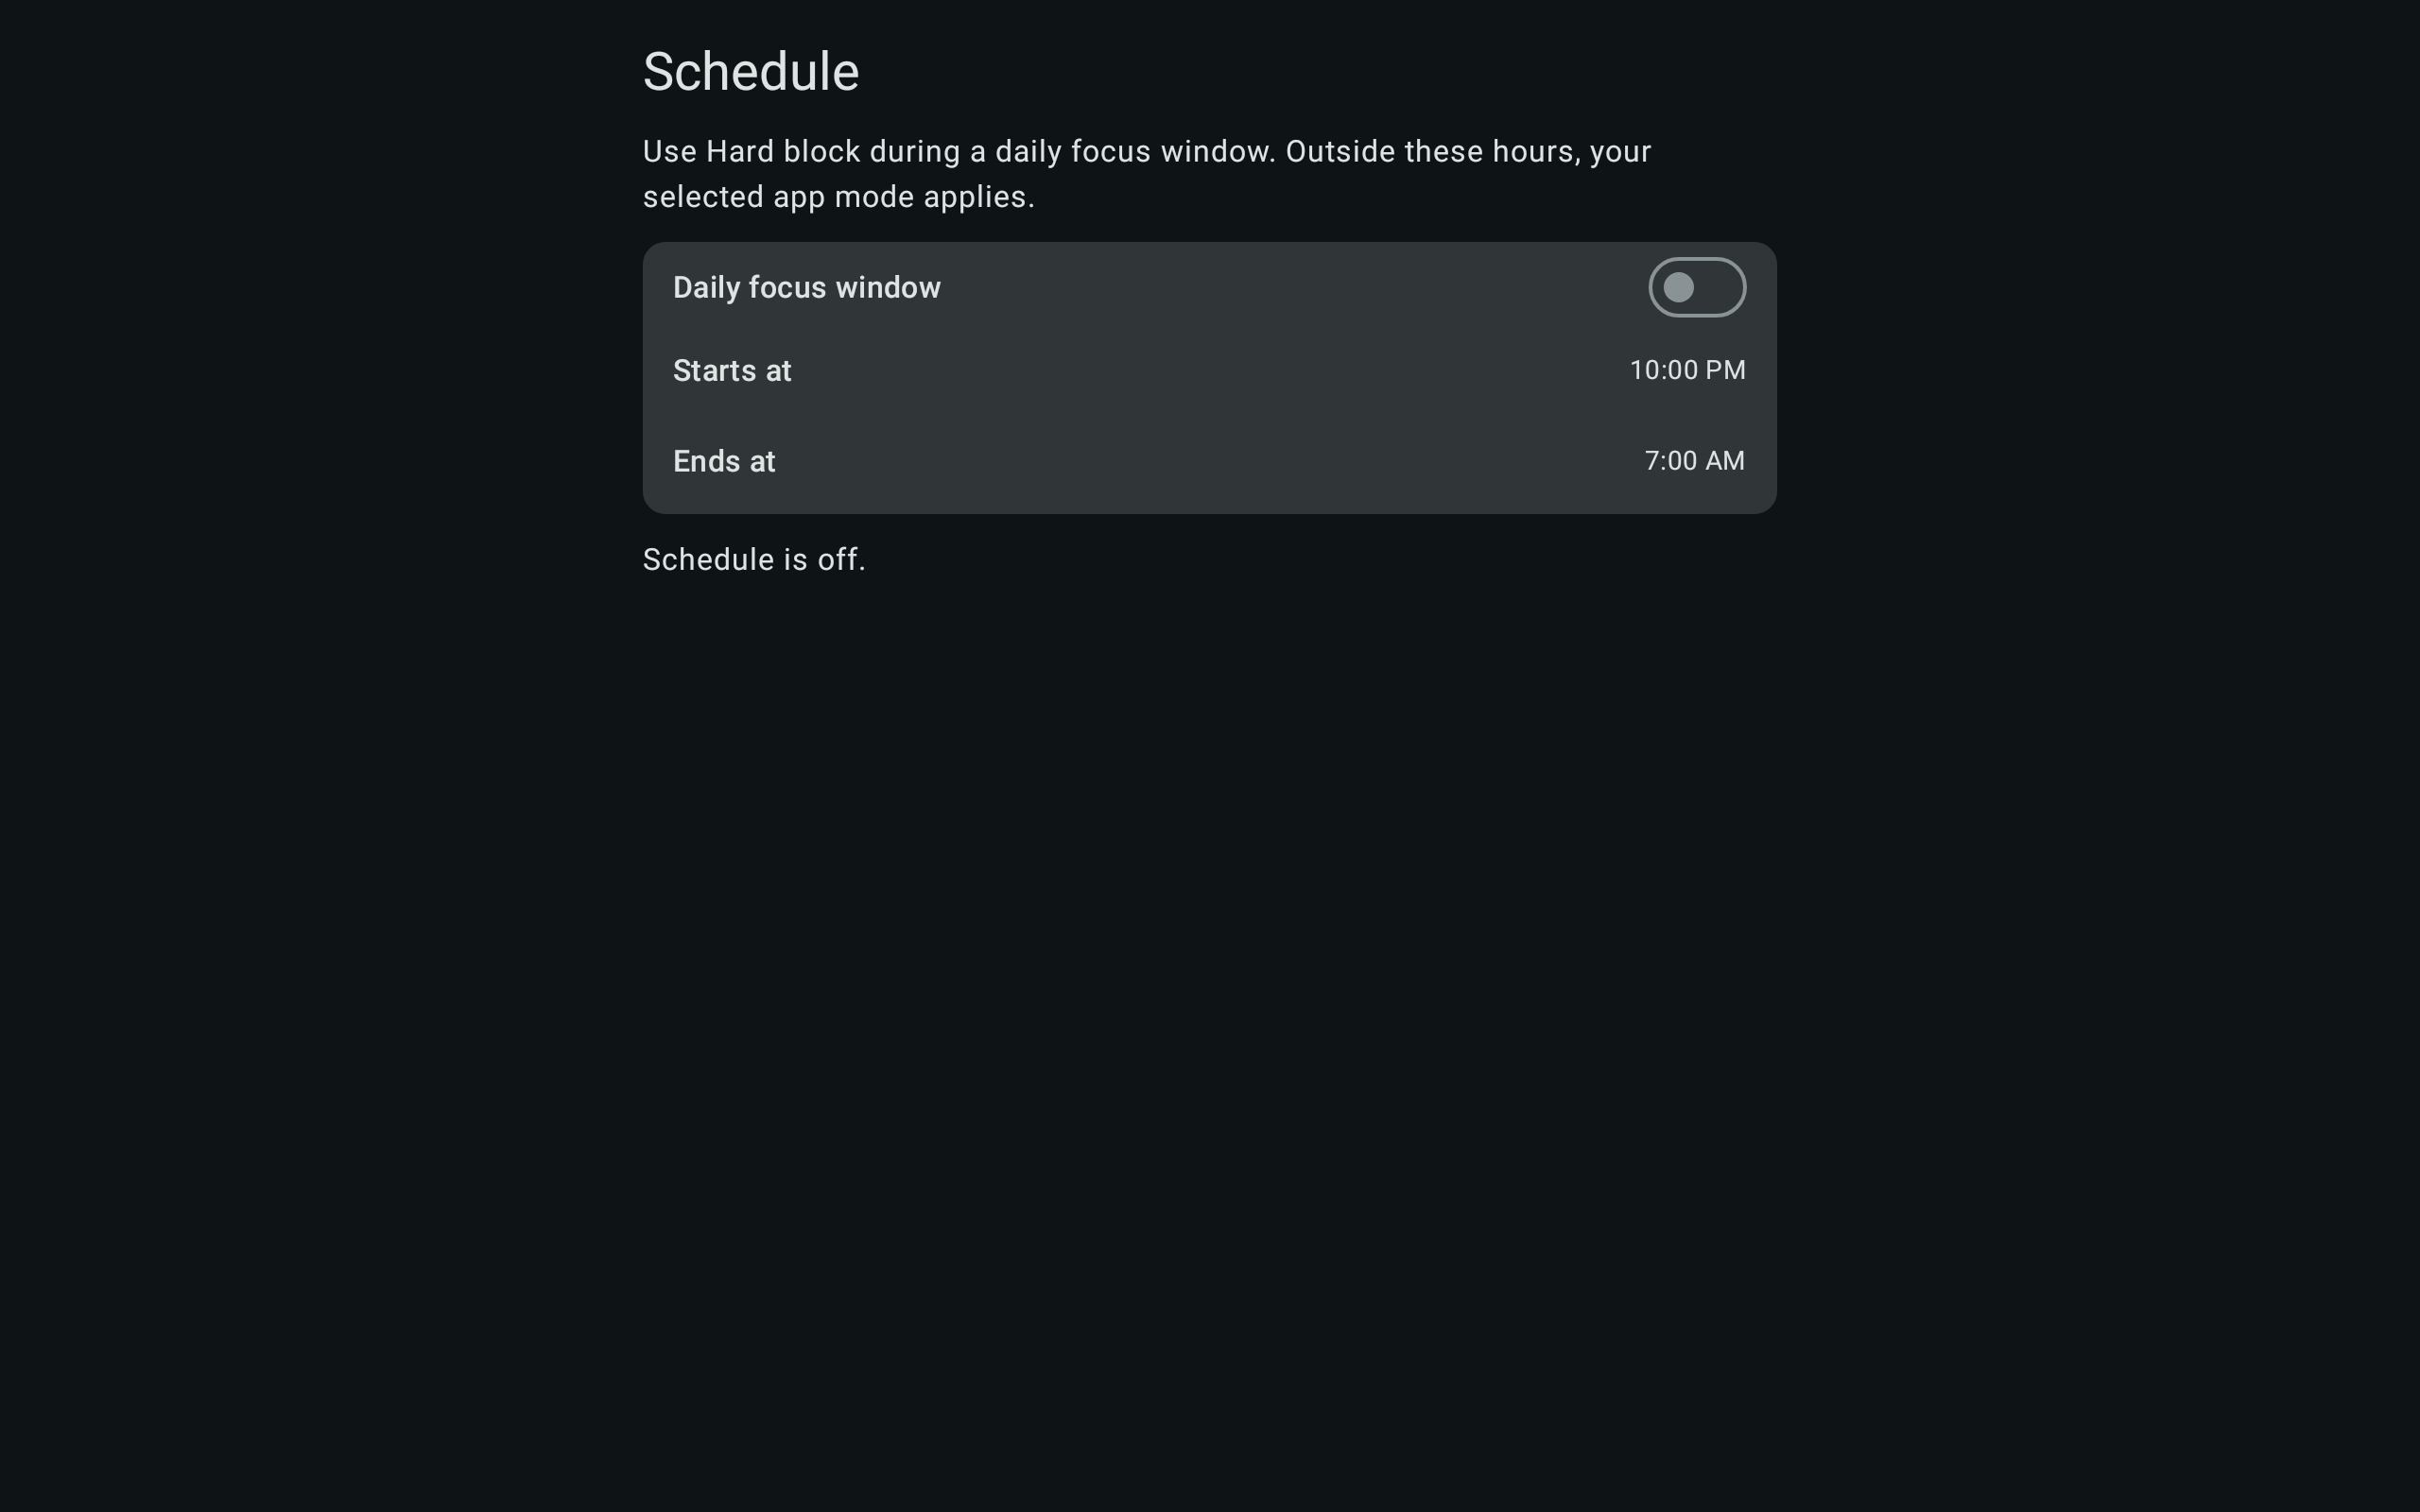 Schedule
Use Hard block during a daily focus window. Outside these hours, your
selected app mode applies.
Daily focus window
Starts at 10:00 PM
Ends at 7:00 AM
Schedule is off.